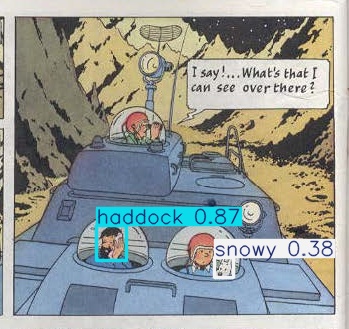 I say!...What's that I
can see over there?
haddock 0.87
snowy 0.38